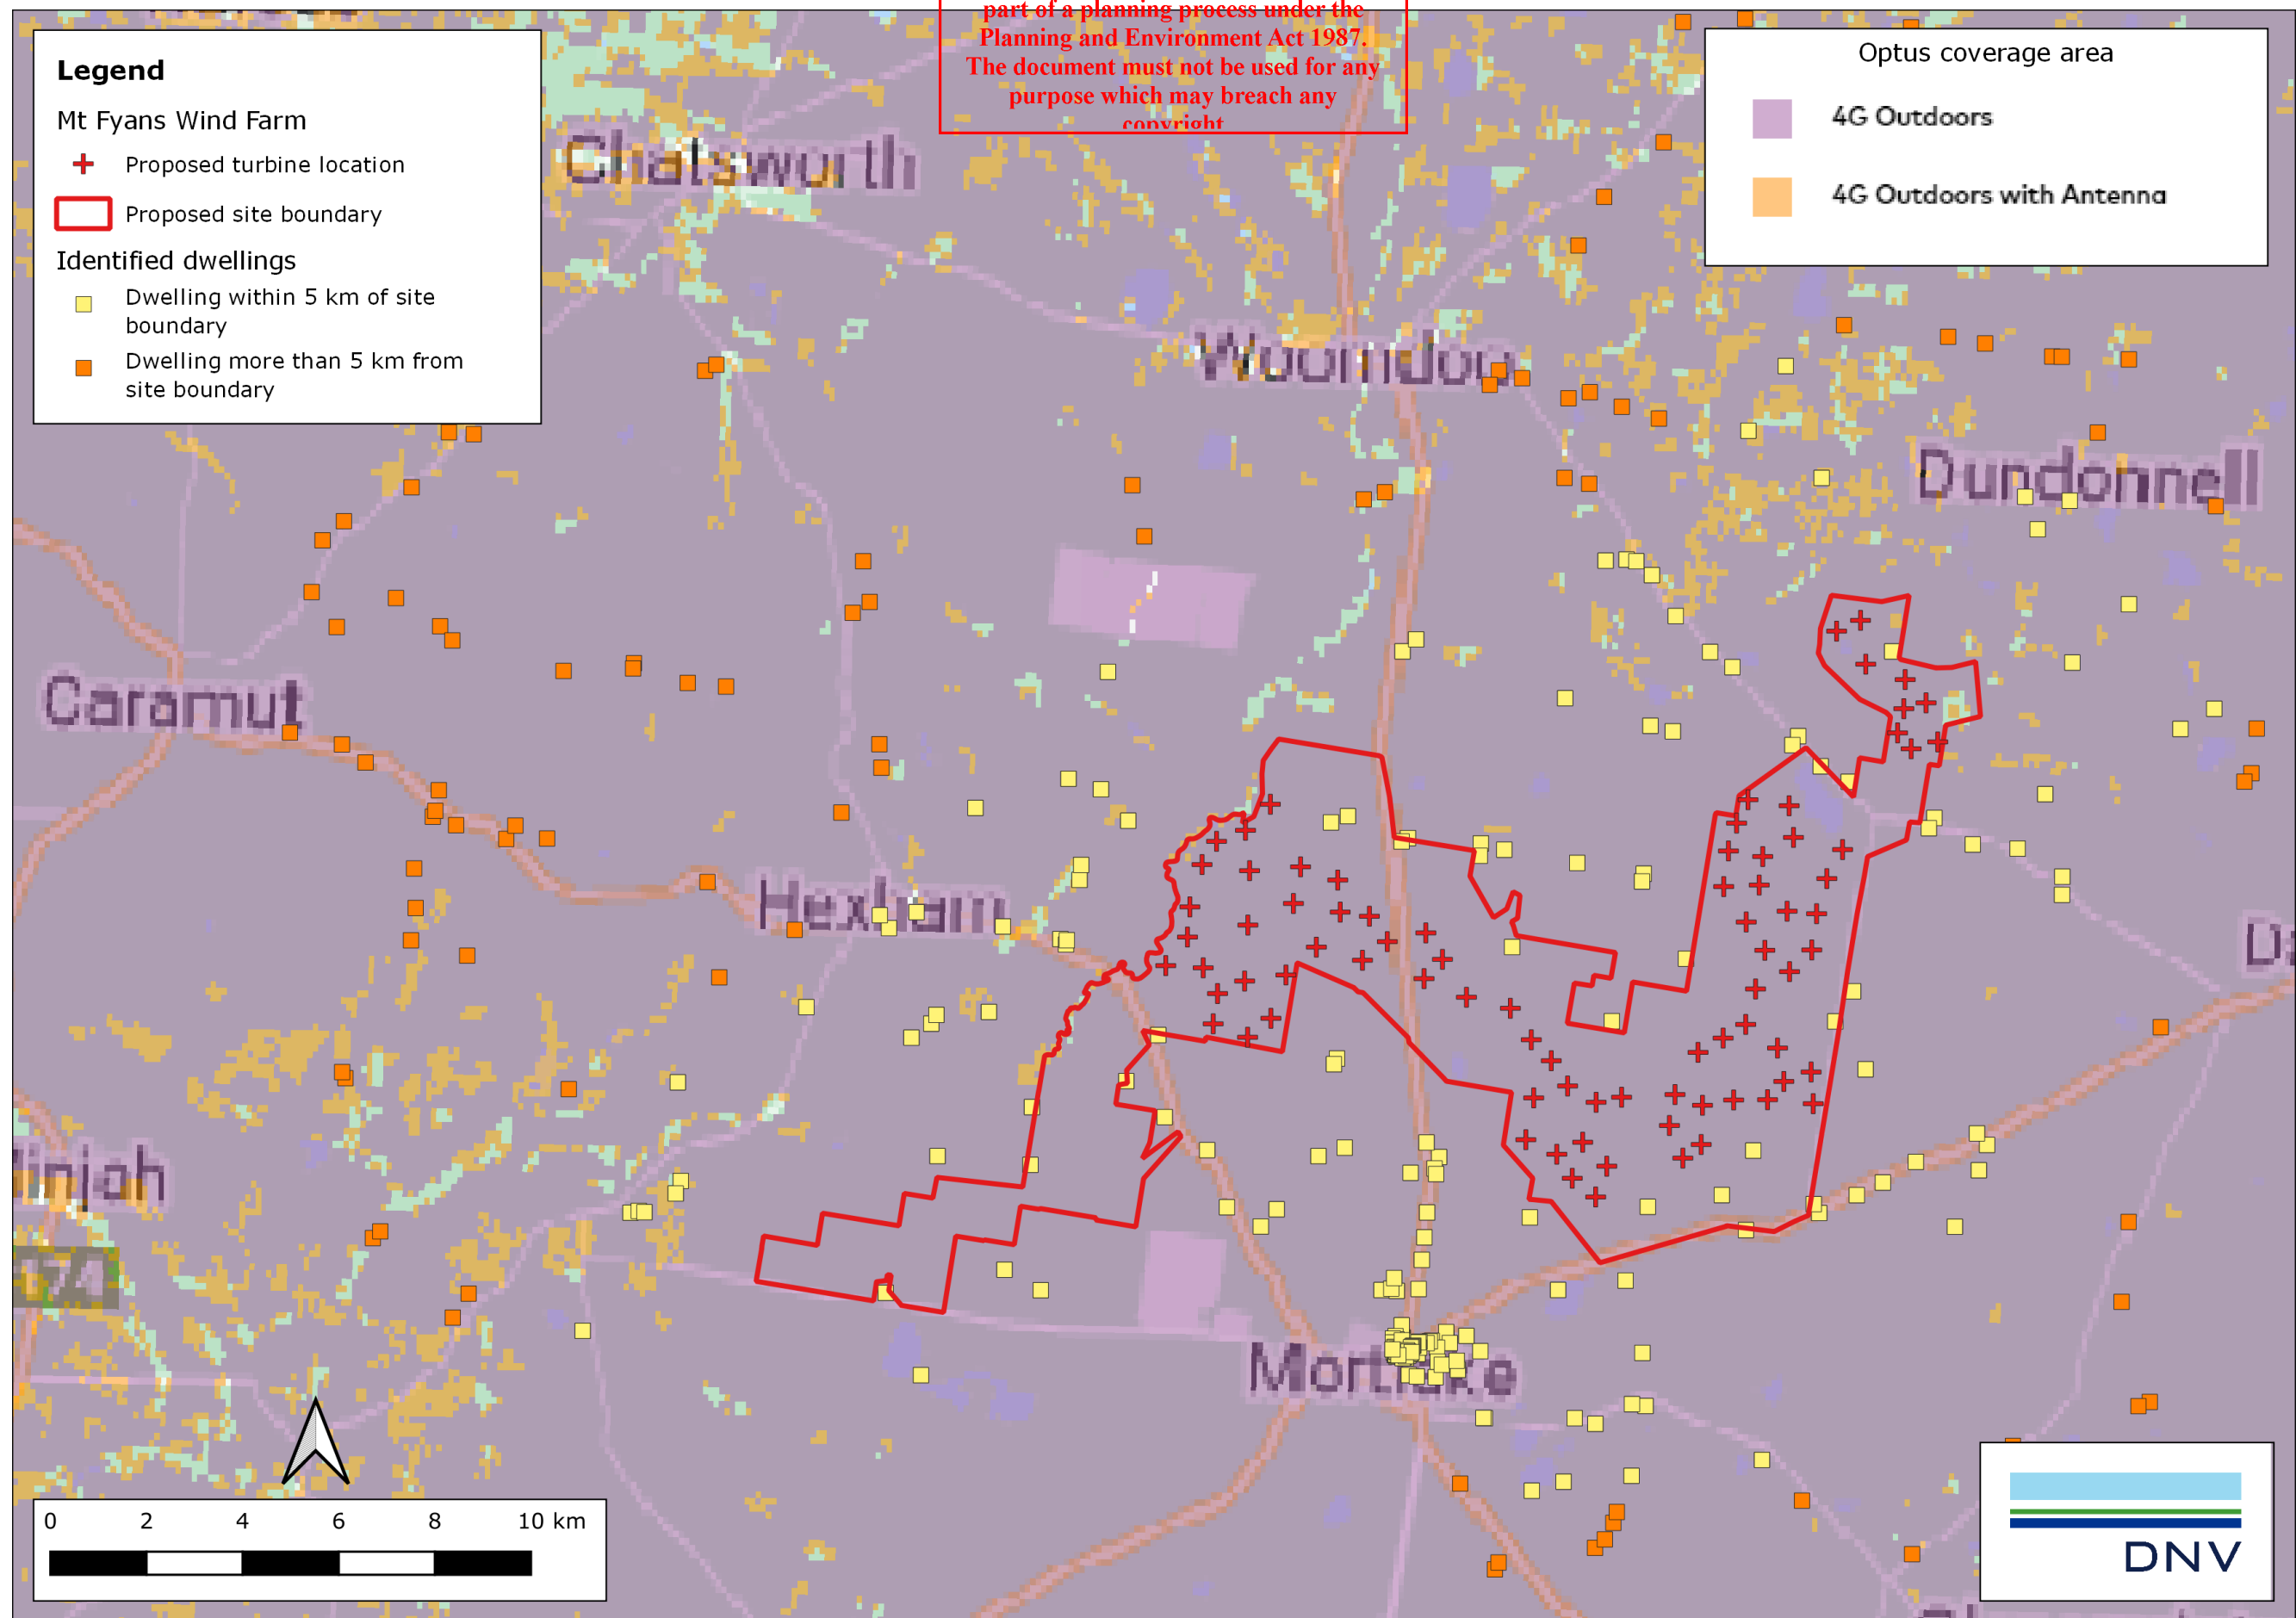 part of a planning process under the
Planning and Environment Act 1987.
The document must not be used for any
purpose which may breach any
copyright
Legend
Mt Fyans Wind Farm
Proposed turbine location
Proposed site boundary
Identified dwellings
Dwelling within 5 km of site
boundary
Dwelling more than 5 km from
site boundary
Optus coverage area
4G Outdoors
4G Outdoors with Antenna
Chatsworth
Woorndoo
Dundonnell
Caramut
Hexham
Mortlake
0 2 4 6 8 10 km
DNV